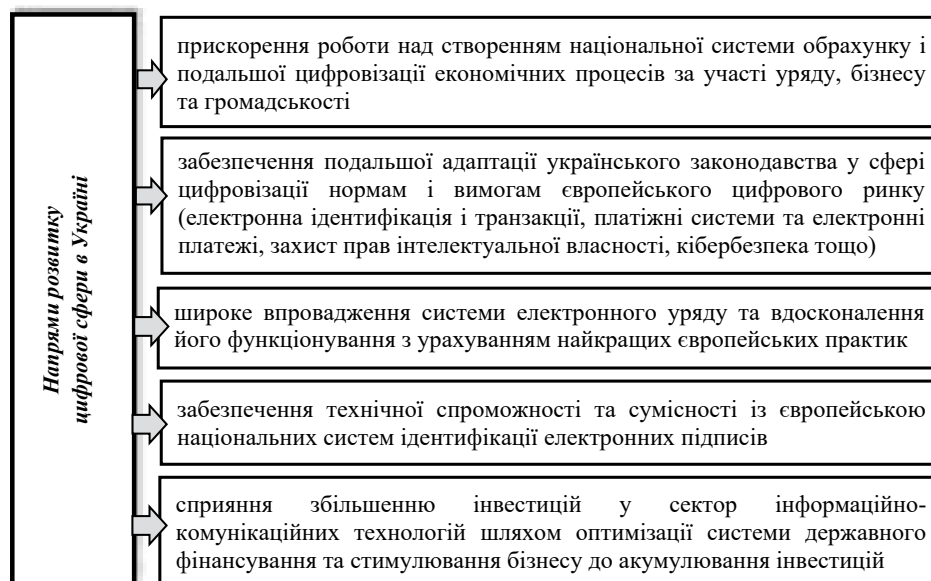 Напрями розвитку
цифрової сфери в Україні
прискорення роботи над створенням національної системи обрахунку і
подальшої цифровізації економічних процесів за участі уряду, бізнесу
та громадськості
забезпечення подальшої адаптації українського законодавства у сфері
цифровізації нормам і вимогам європейського цифрового ринку
(електронна ідентифікація і транзакції, платіжні системи та електронні
платежі, захист прав інтелектуальної власності, кібербезпека тощо)
широке впровадження системи електронного уряду та вдосконалення
його функціонування з урахуванням найкращих європейських практик
забезпечення технічної спроможності та сумісності із європейською
національних систем ідентифікації електронних підписів
сприяння збільшенню інвестицій у сектор інформаційно-
комунікаційних технологій шляхом оптимізації системи державного
фінансування та стимулювання бізнесу до акумулювання інвестицій